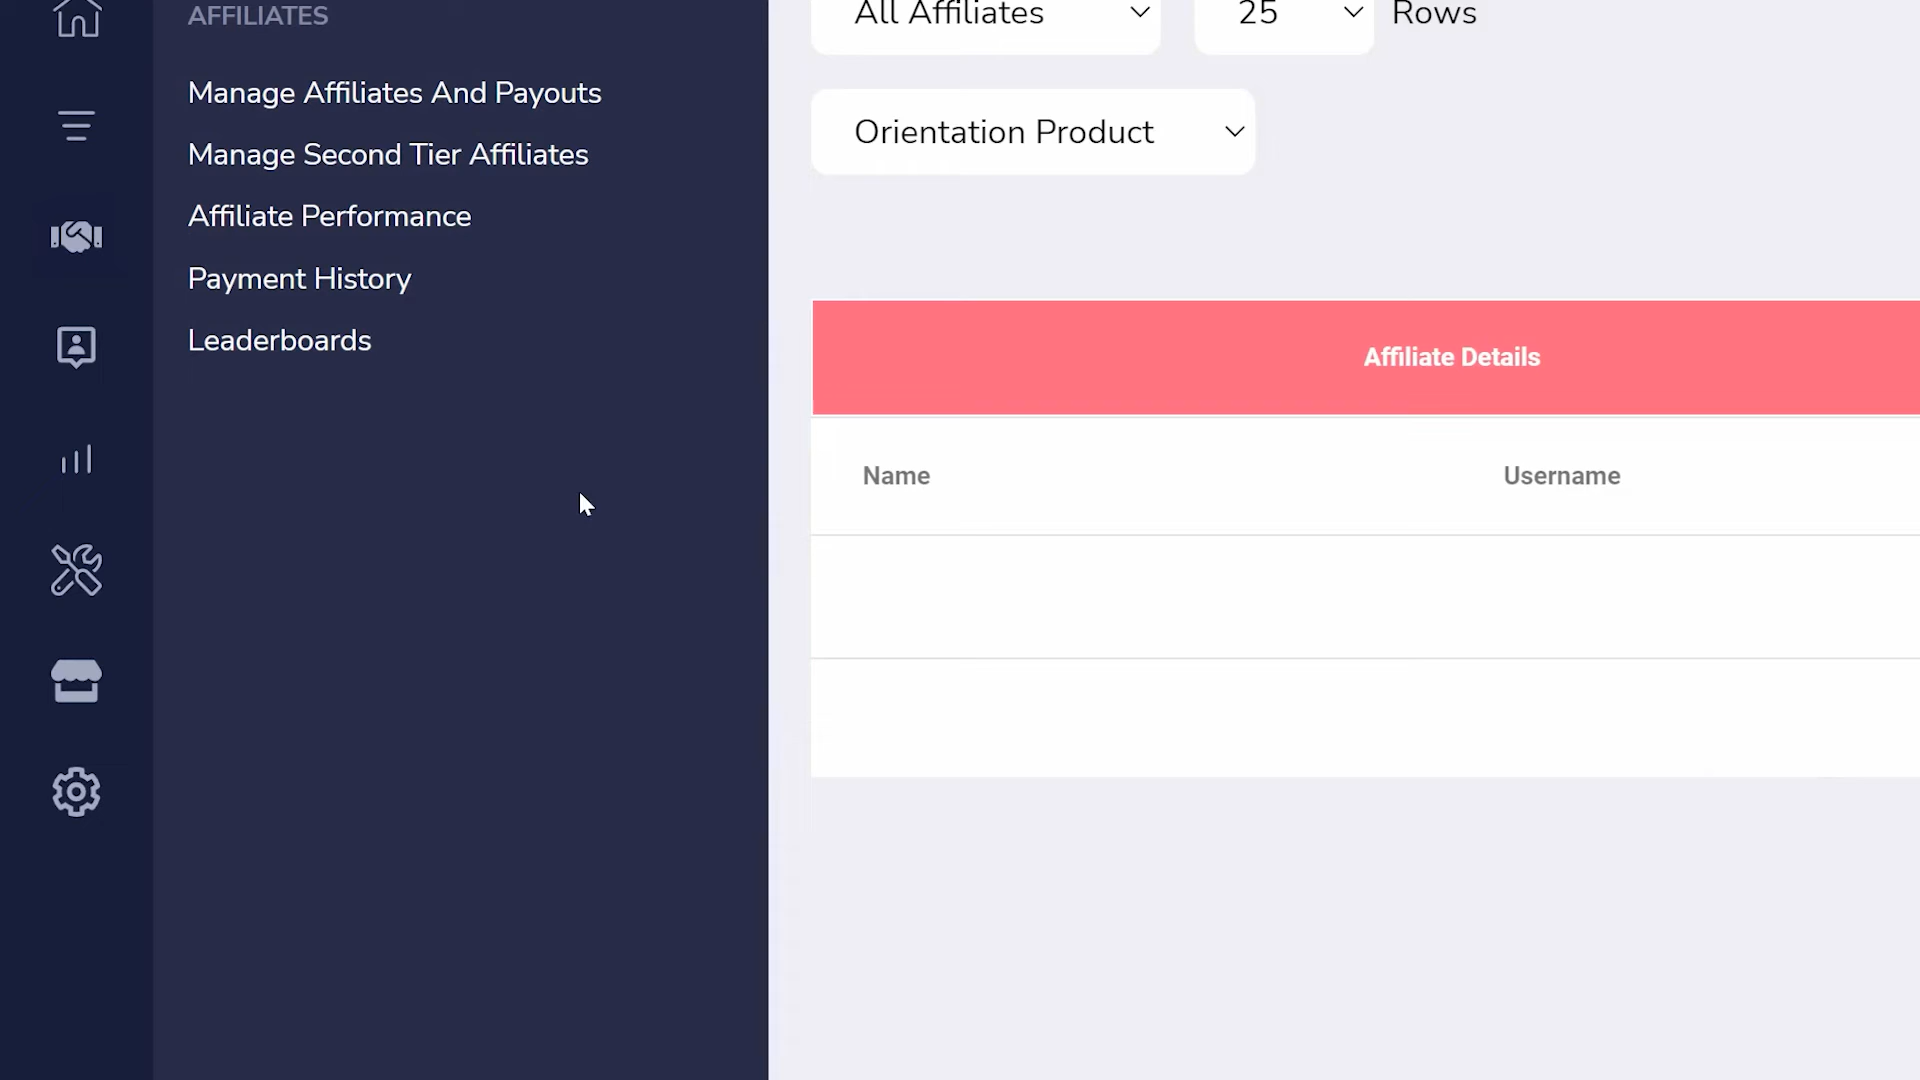 AFFILIATES
Manage Affiliates And Payouts
Manage Second Tier Affiliates
Affiliate Performance
Payment History
Leaderboards
All Affiliates
25
Rows
Orientation Product
Affiliate Details
Name
Username